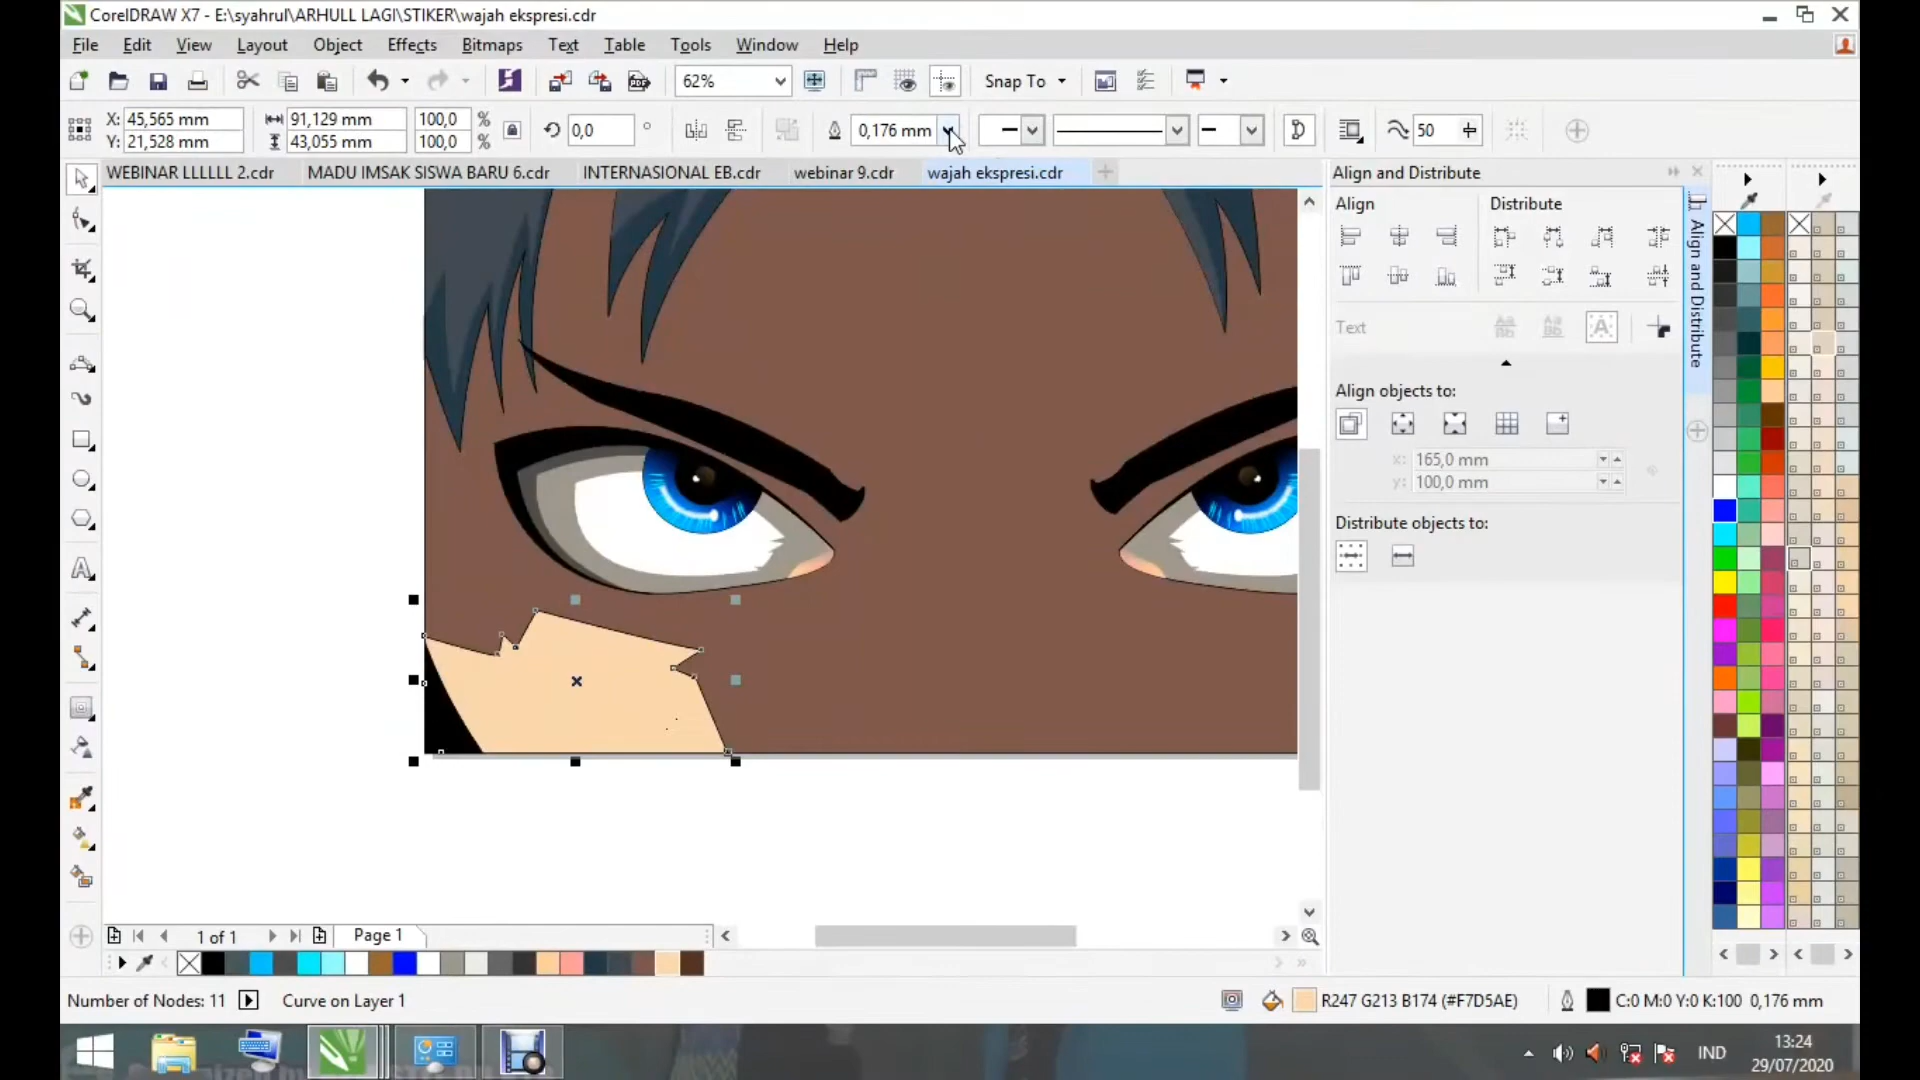 CorelDRAW X7 - E:\syahrul\ARHULL LAGI\STIKER\wajah ekspresi.cdr
File Edit View Layout Object Effects Bitmaps Text Table Tools Window Help
62% Snap To
X: 45,565 mm 91,129 mm 100,0 % 0,0 ° 0,176 mm 50
Y: 21,528 mm 43,055 mm 100,0 %
WEBINAR LLLLLL 2.cdr MADU IMSAK SISWA BARU 6.cdr INTERNASIONAL EB.cdr webinar 9.cdr wajah ekspresi.cdr Align and Distribute
Align Distribute
Align and Distribute
Text
Align objects to:
x: 165,0 mm
y: 100,0 mm
Distribute objects to:
1 of 1 Page 1
Number of Nodes: 11 Curve on Layer 1 R247 G213 B174 (#F7D5AE) C:0 M:0 Y:0 K:100 0,176 mm
IND 13:24
29/07/2020